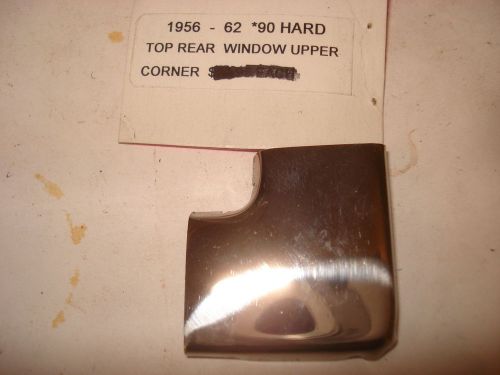 1956 - 62 *90 HARD
TOP REAR WINDOW UPPER
CORNER $